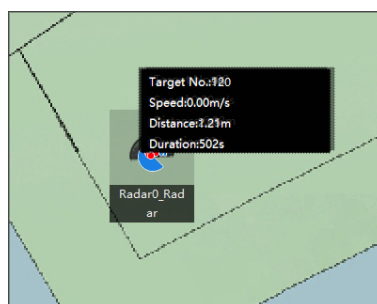 Target No.:
Speed:0.00m/s
Distance:
Duration:502s
Radar0_Rad
ar